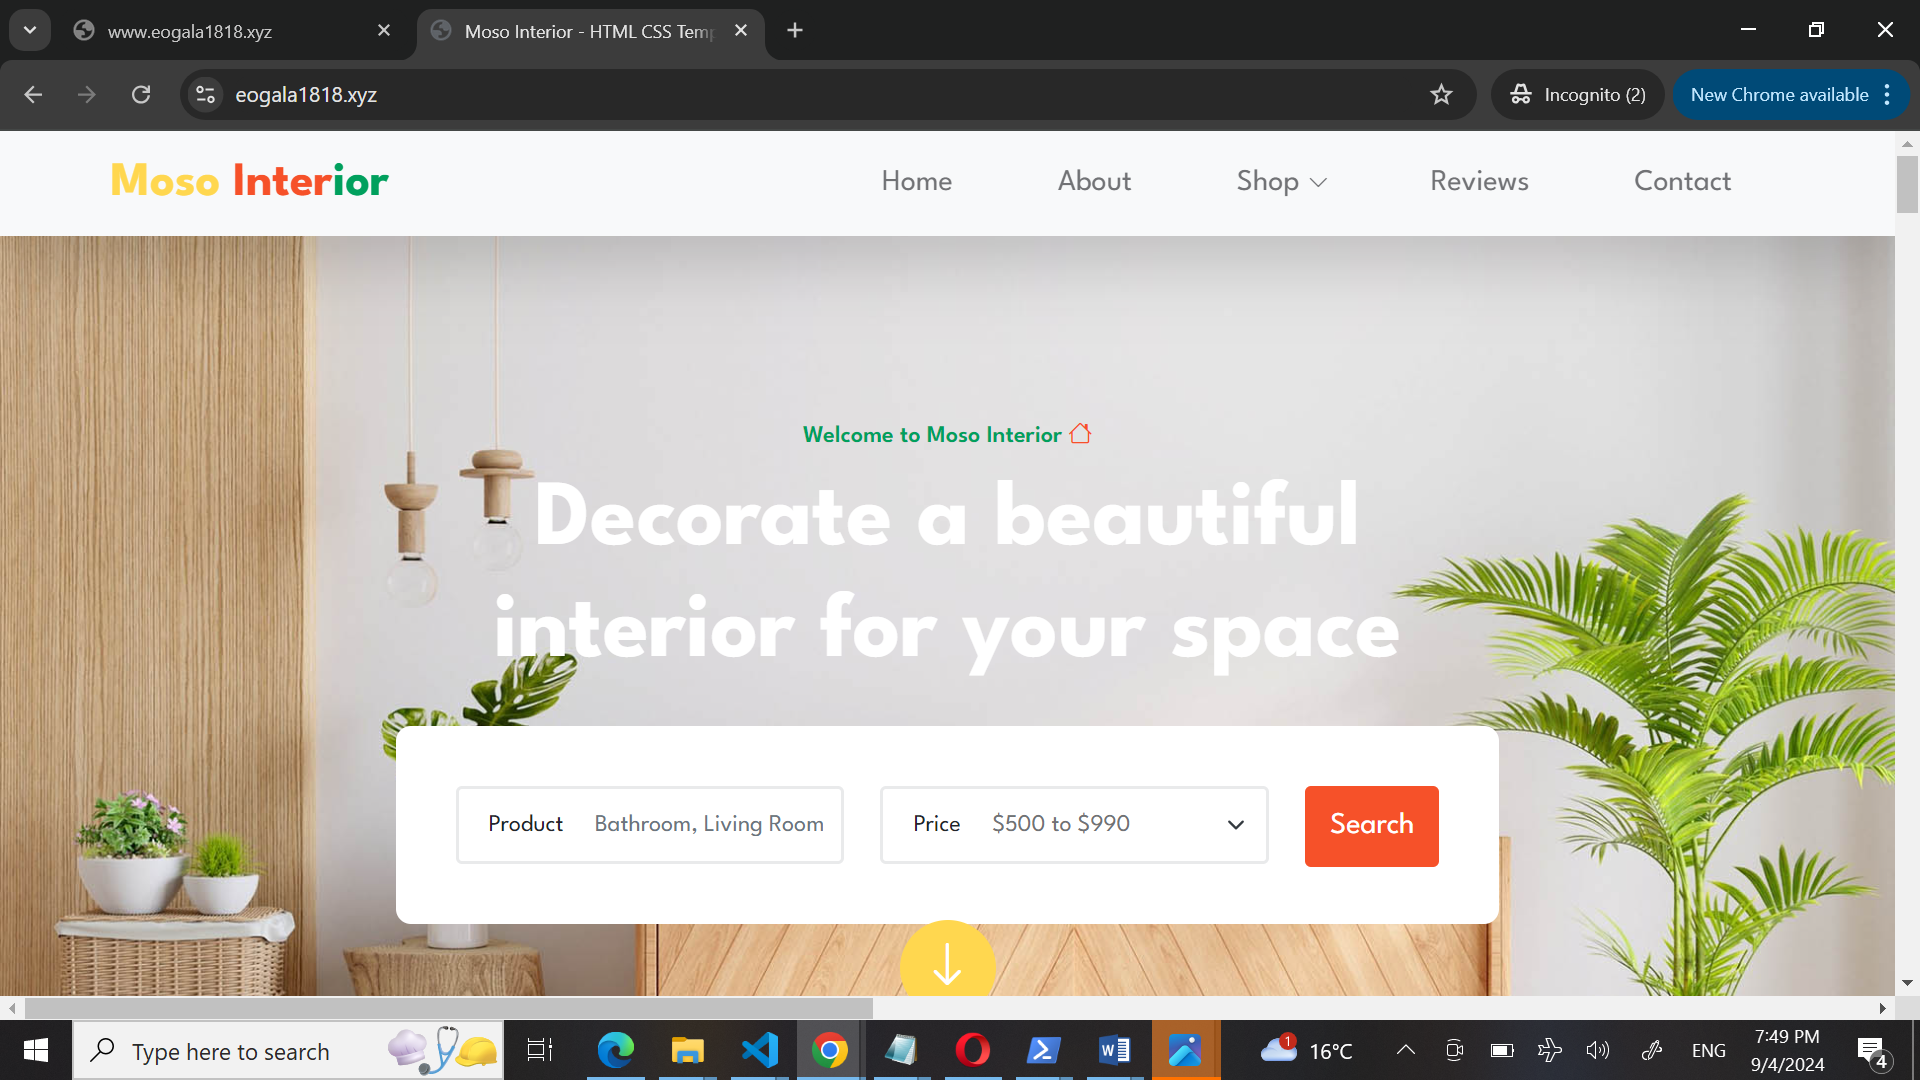 www.eogala1818.xyz
Moso Interior - HTML CSS Temp
eogala1818.xyz
Incognito (2)
New Chrome available
Moso Interior
Home
About
Shop
Reviews
Contact
Welcome to Moso Interior
Decorate a beautiful
interior for your space
Product
Bathroom, Living Room
Price
$500 to $990
Search
Type here to search
1
16°C
ENG
7:49 PM
9/4/2024
4